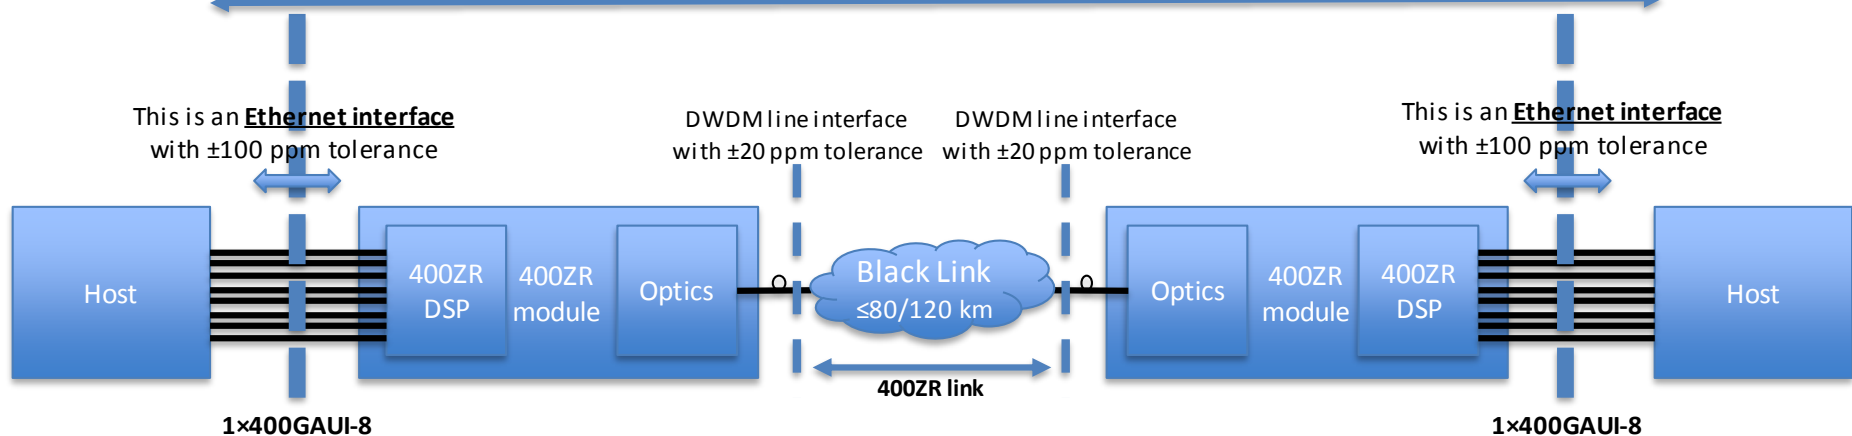 This is an Ethernet interface
with ±100 ppm tolerance
DWDM line interface
with ±20 ppm tolerance
DWDM line interface
with ±20 ppm tolerance
This is an Ethernet interface
with ±100 ppm tolerance
Host
400ZR
DSP
400ZR
module
Optics
Black Link
≤80/120 km
Optics
400ZR
module
400ZR
DSP
Host
400ZR link
1×400GAUI-8
1×400GAUI-8